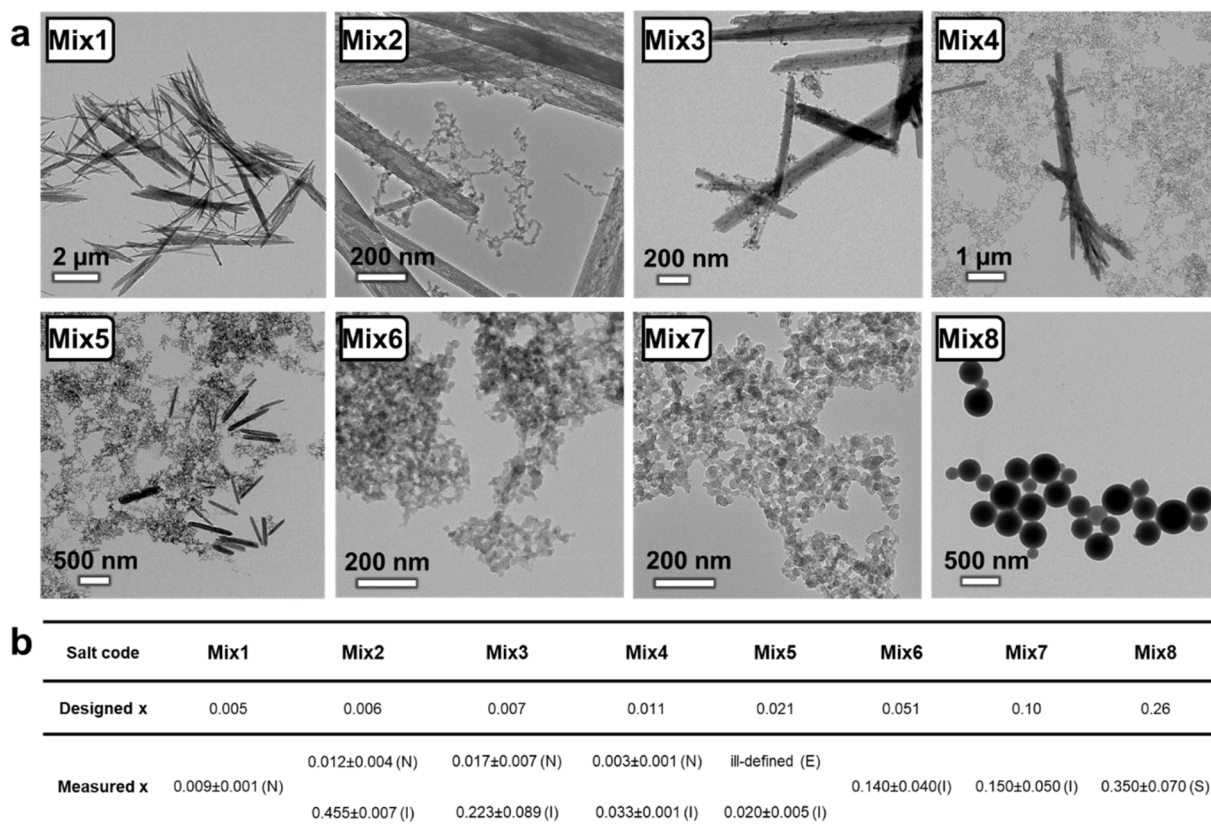 a
Mix1
Mix2
Mix3
Mix4
2 µm
200 nm
200 nm
1 µm
Mix5
Mix6
Mix7
Mix8
500 nm
200 nm
200 nm
500 nm
b
Salt code Mix1 Mix2 Mix3 Mix4 Mix5 Mix6 Mix7 Mix8
Designed x 0.005 0.006 0.007 0.011 0.021 0.051 0.10 0.26
0.012±0.004 (N) 0.017±0.007 (N) 0.003±0.001 (N) ill-defined (E)
Measured x 0.009±0.001 (N) 0.140±0.040(I) 0.150±0.050 (I) 0.350±0.070 (S)
0.455±0.007 (I) 0.223±0.089 (I) 0.033±0.001 (I) 0.020±0.005 (I)